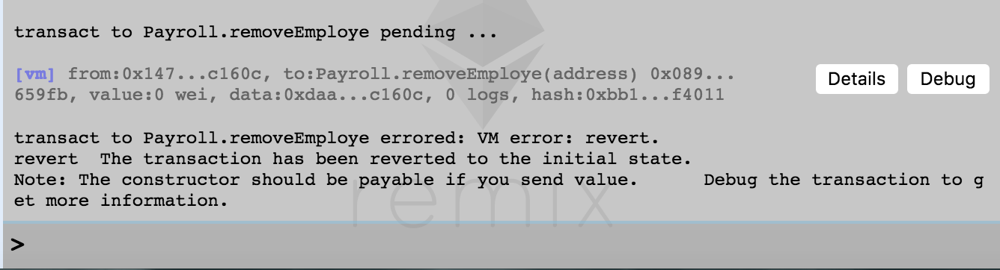 transact to Payroll.removeEmploye pending ...
[vm] from:0x147...c160c, to:Payroll.removeEmploye(address) 0x089...
659fb, value:0 wei, data:0xdaa...c160c, 0 logs, hash:0xbb1...f4011
Details
Debug
transact to Payroll.removeEmploye errored: VM error: revert.
revert  The transaction has been reverted to the initial state.
Note: The constructor should be payable if you send value.      Debug the transaction to g
et more information.
remix
>